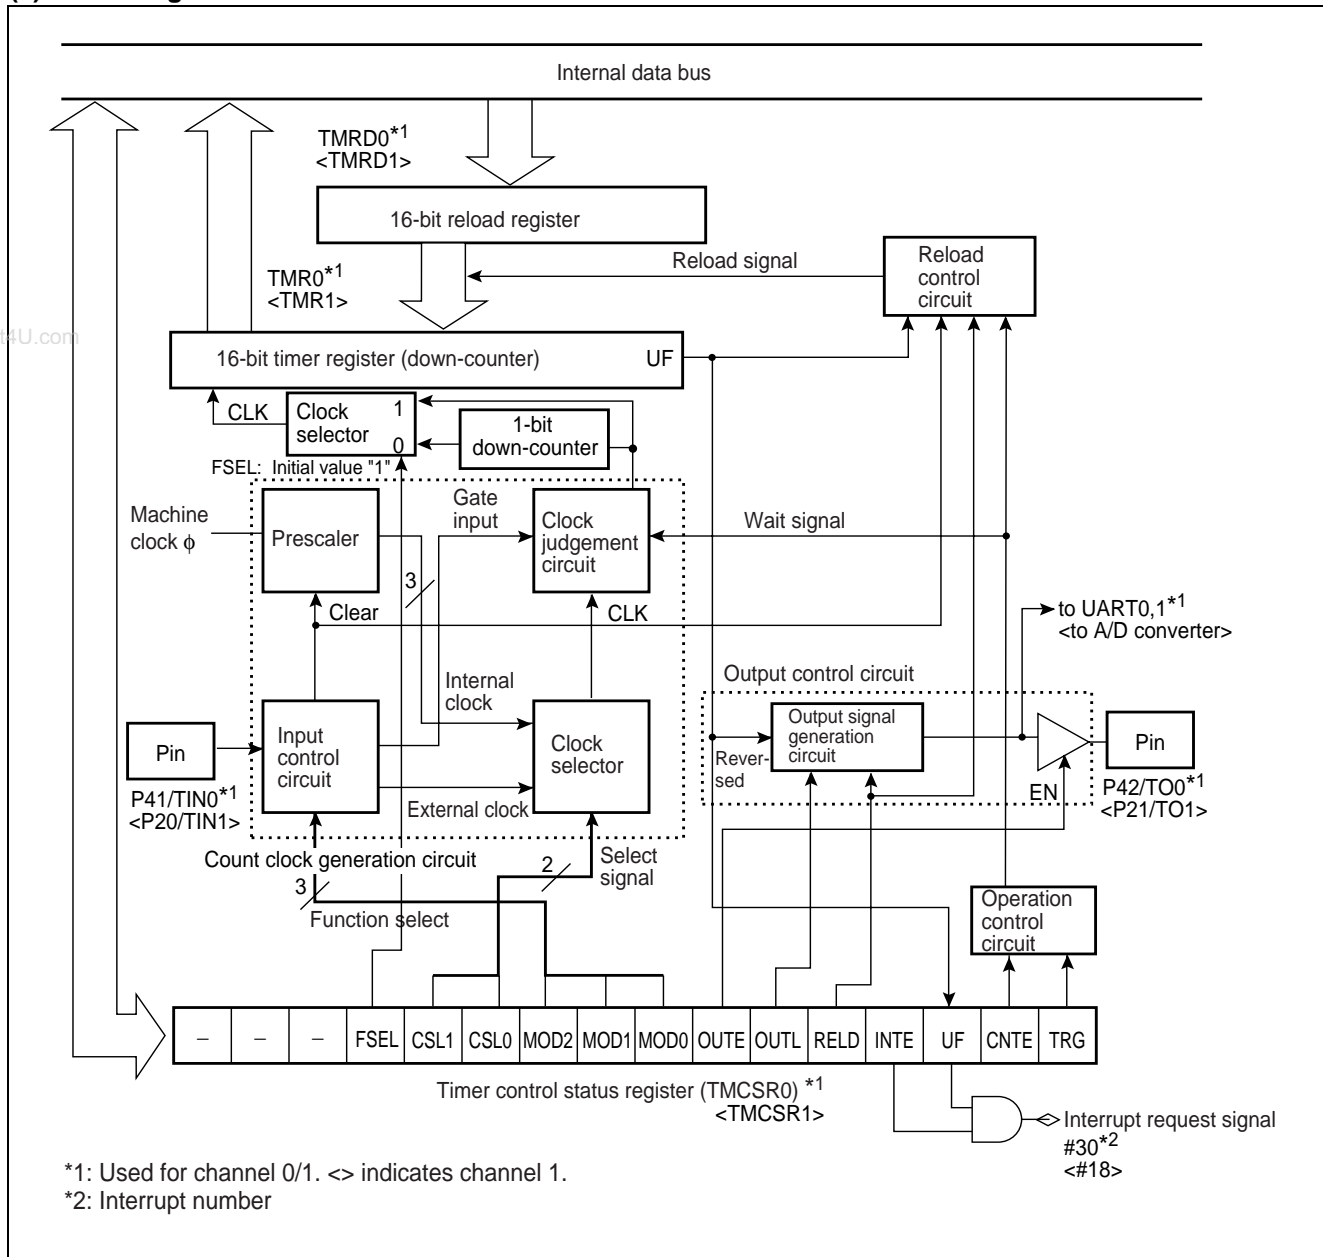 Internal data bus
TMRD0*1
<TMRD1>
16-bit reload register
Reload signal
Reload
control
circuit
TMR0*1
<TMR1>
t4U.com
16-bit timer register (down-counter)
UF
CLK
Clock
selector
1
0
1-bit
down-counter
FSEL: Initial value "1"
Machine
clock ϕ
Prescaler
Gate
input
Clock
judgement
circuit
Wait signal
3
Clear
CLK
to UART0,1*1
<to A/D converter>
Output control circuit
Internal
clock
Pin
Input
control
circuit
Clock
selector
Output signal
generation
circuit
Rever-
sed
Pin
P41/TIN0*1
<P20/TIN1>
External clock
EN
P42/TO0*1
<P21/TO1>
Count clock generation circuit
2
Select
signal
3
Function select
Operation
control
circuit
– – – FSEL CSL1 CSL0 MOD2 MOD1 MOD0 OUTE OUTL RELD INTE UF CNTE TRG
Timer control status register (TMCSR0) *1
<TMCSR1>
Interrupt request signal
#30*2
<#18>
*1: Used for channel 0/1. <> indicates channel 1.
*2: Interrupt number